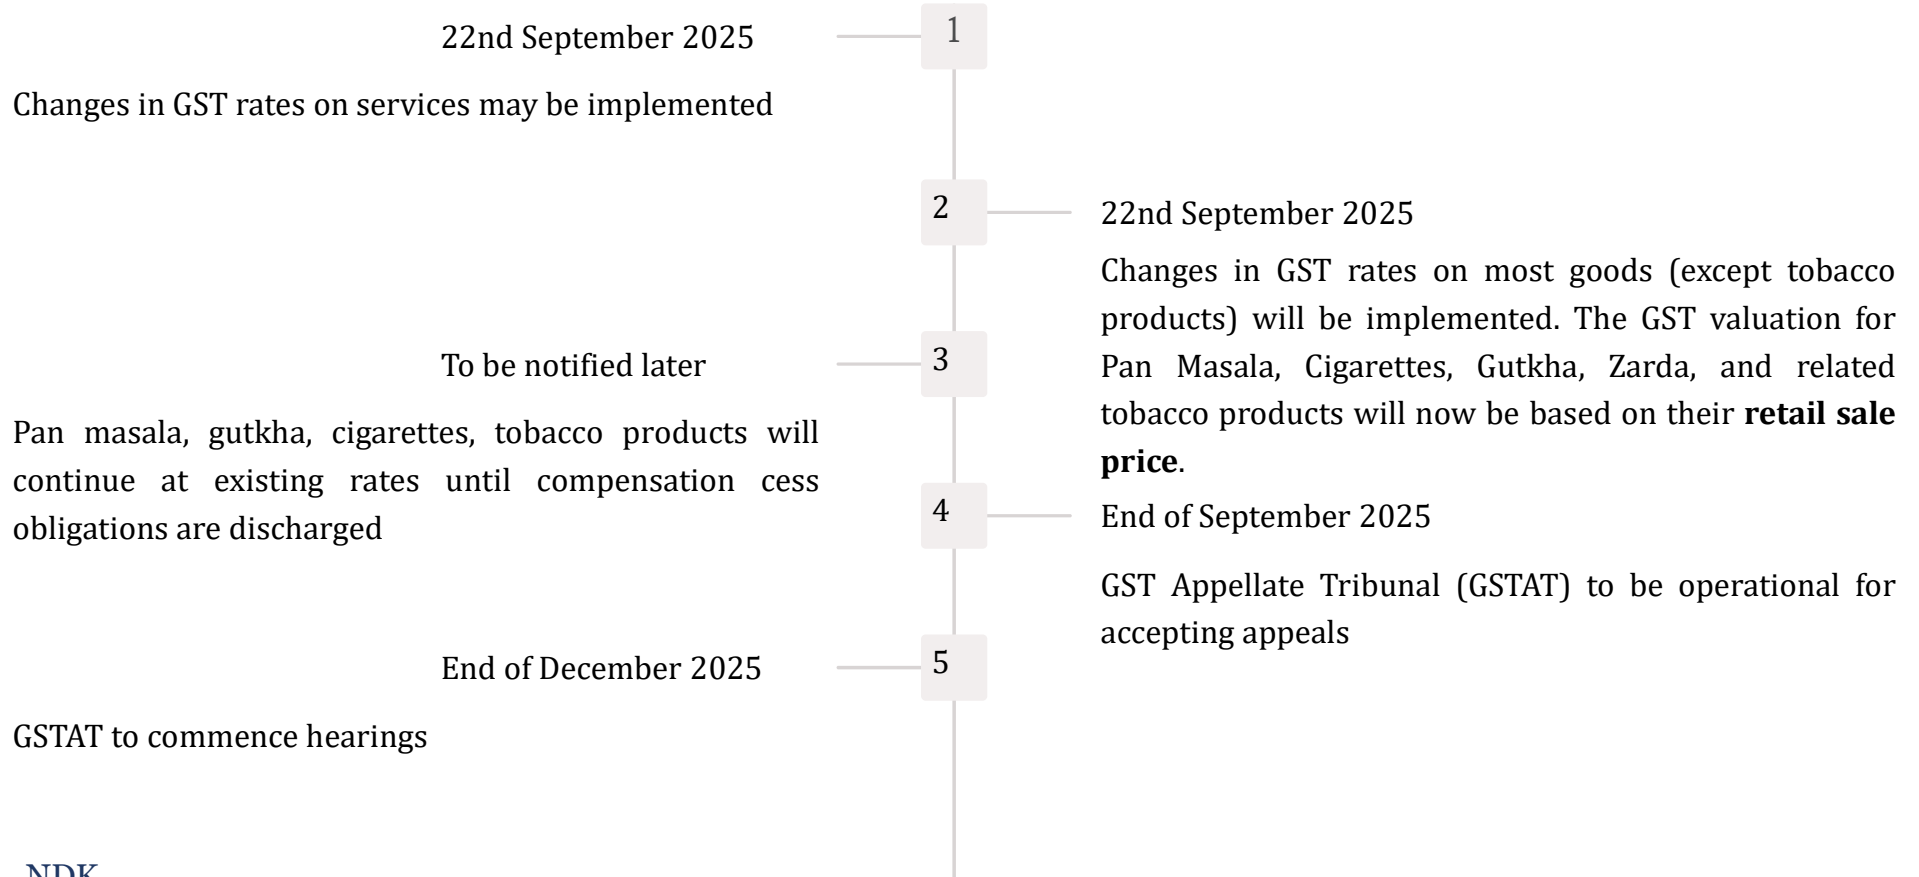 1
22nd September 2025
Changes in GST rates on services may be implemented
2
22nd September 2025
Changes in GST rates on most goods (except tobacco
products) will be implemented. The GST valuation for
Pan Masala, Cigarettes, Gutkha, Zarda, and related
tobacco products will now be based on their retail sale
price.
3
To be notified later
Pan masala, gutkha, cigarettes, tobacco products will
continue at existing rates until compensation cess
obligations are discharged
4
End of September 2025
GST Appellate Tribunal (GSTAT) to be operational for
accepting appeals
5
End of December 2025
GSTAT to commence hearings
NDK